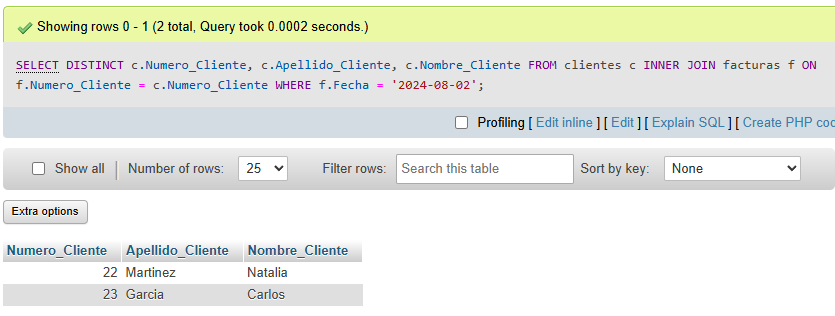 Showing rows 0 - 1 (2 total, Query took 0.0002 seconds.)
SELECT DISTINCT c.Numero_Cliente, c.Apellido_Cliente, c.Nombre_Cliente FROM clientes c INNER JOIN facturas f ON
f.Numero_Cliente = c.Numero_Cliente WHERE f.Fecha = '2024-08-02';
Profiling [ Edit inline ] [ Edit ] [ Explain SQL ] [ Create PHP
Show all Number of rows: 25 Filter rows: Search this table Sort by key: None
Extra options
Numero_Cliente Apellido_Cliente Nombre_Cliente
22 Martinez Natalia
23 Garcia Carlos